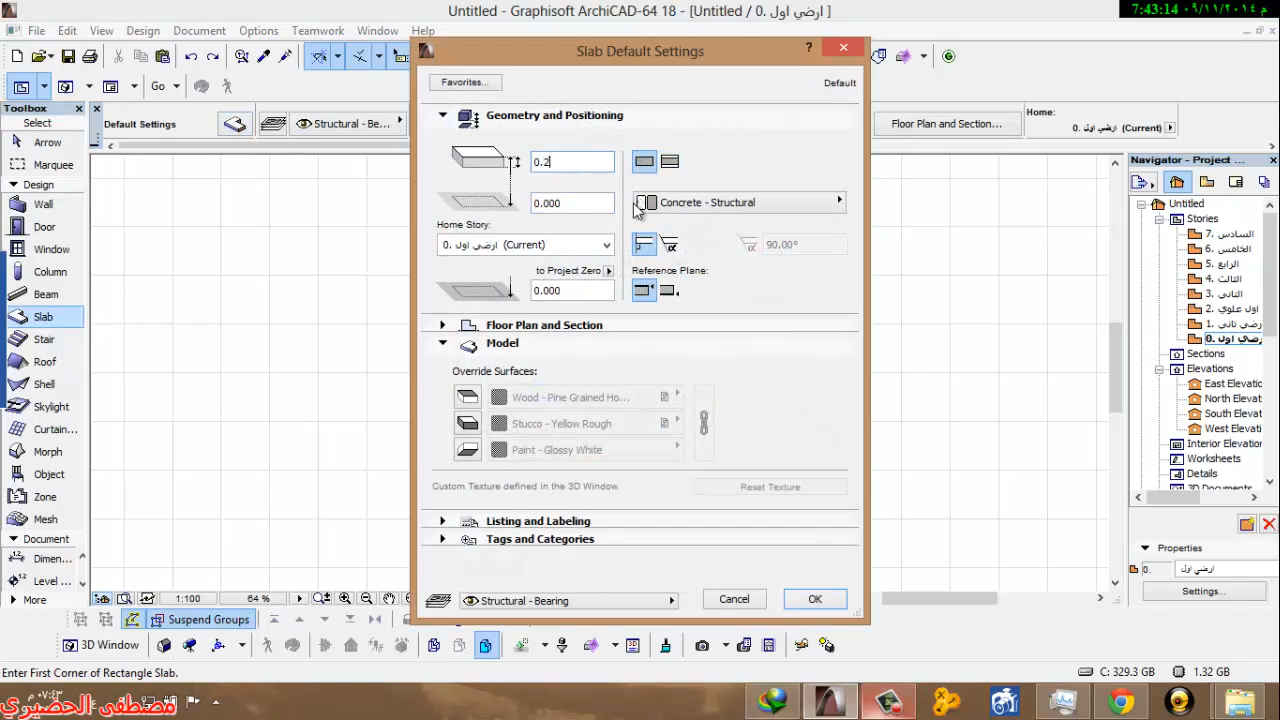 Untitled - Graphisoft ArchiCAD-64 18 - [Untitled / 0. ارضي اول ]
7:43:14 ٢٠١٤/١١/٠٩
File Edit View Design Document Options Teamwork Window Help
Go
Toolbox
Select
Arrow
Marquee
Design
Wall
Door
Window
Column
Beam
Slab
Stair
Roof
Shell
Skylight
Curtain...
Morph
Object
Zone
Mesh
Document
Dimen...
Level ...
More
Default Settings
Structural - Be...
Floor Plan and Section...
Home:
0. ارضي اول (Current)
Slab Default Settings
?
Favorites...
Default
Geometry and Positioning
0.2
0.000
Concrete - Structural
Home Story:
0. ارضي اول (Current)
90.00°
to Project Zero
Reference Plane:
0.000
Floor Plan and Section
Model
Override Surfaces:
Wood - Pine Grained Ho...
Stucco - Yellow Rough
Paint - Glossy White
Custom Texture defined in the 3D Window.
Reset Texture
Listing and Labeling
Tags and Categories
Structural - Bearing
Cancel
OK
Navigator - Project ...
Untitled
Stories
7. السادس
6. الخامس
5. الرابع
4. الثالث
3. الثاني
2. اول علوي
1. رضي ثاني
0. رضي اول
Sections
Elevations
East Elevatio
North Elevati
South Elevati
West Elevati
Interior Elevation
Worksheets
Details
3D Documents
Properties
0. ارضي اول
Settings...
1:100
64 %
Suspend Groups
3D Window
Enter First Corner of Rectangle Slab.
C: 329.3 GB
1.32 GB
مصطفى الحصيري